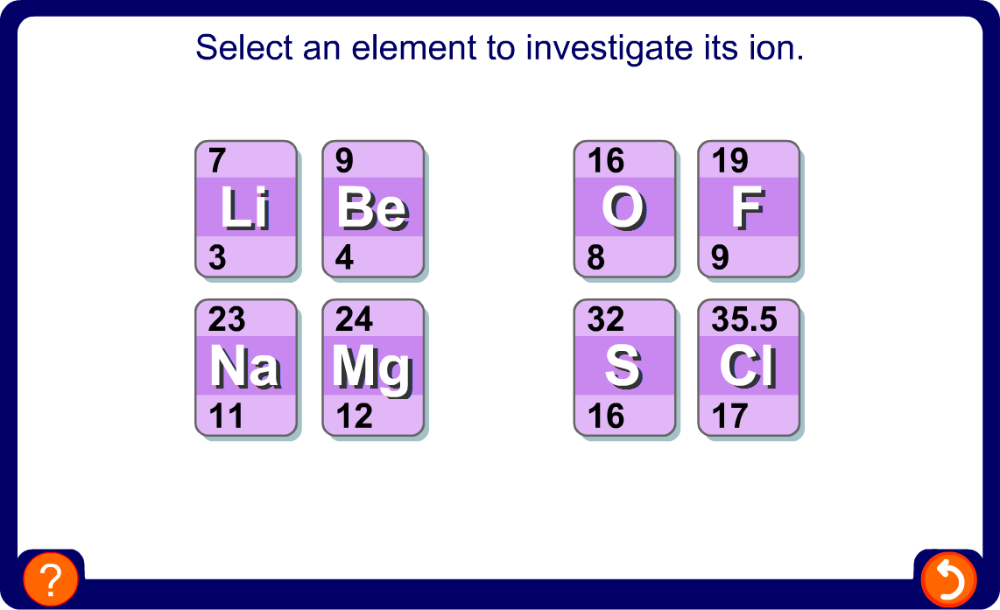 Select an element to investigate its ion.
7 9 16 19
Li Be O F
3 4 8 9
23 24 32 35.5
Na Mg S Cl
11 12 16 17
?